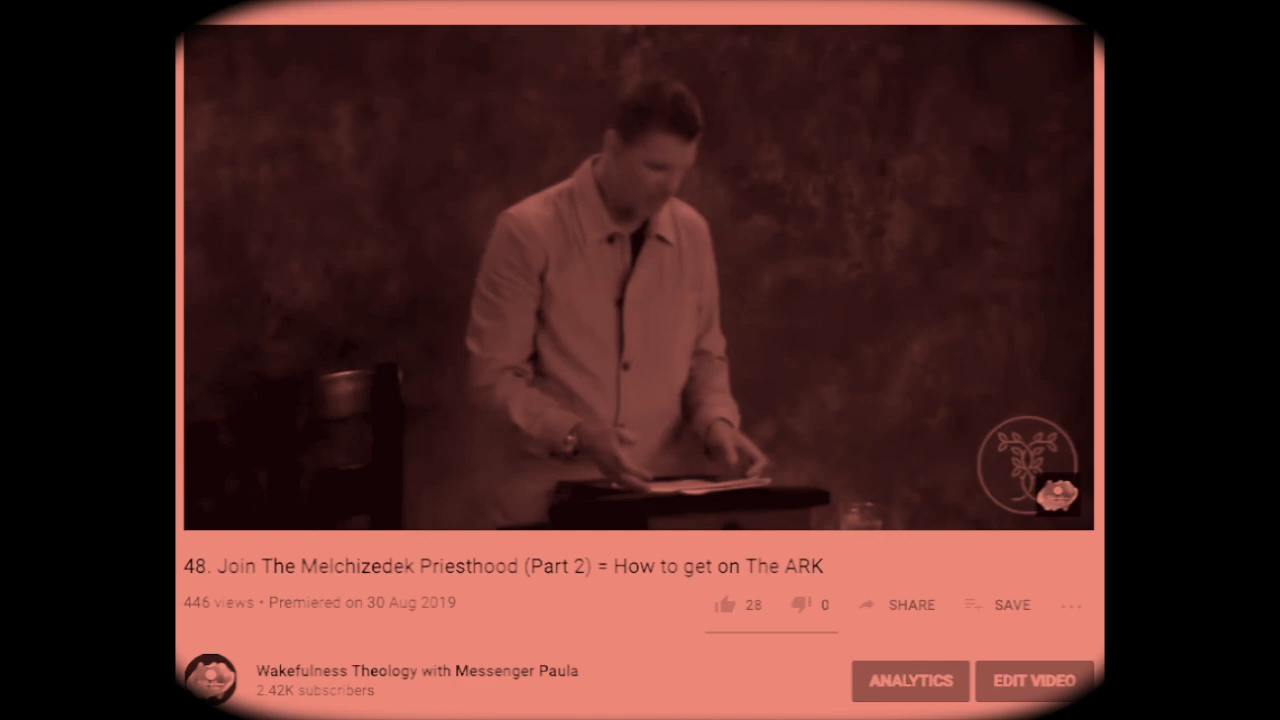 48. Join The Melchizedek Priesthood (Part 2) = How to get on The ARK
446 views • Premiered on 30 Aug 2019
28 0 SHARE SAVE
Wakefulness Theology with Messenger Paula
2.42K subscribers
ANALYTICS EDIT VIDEO